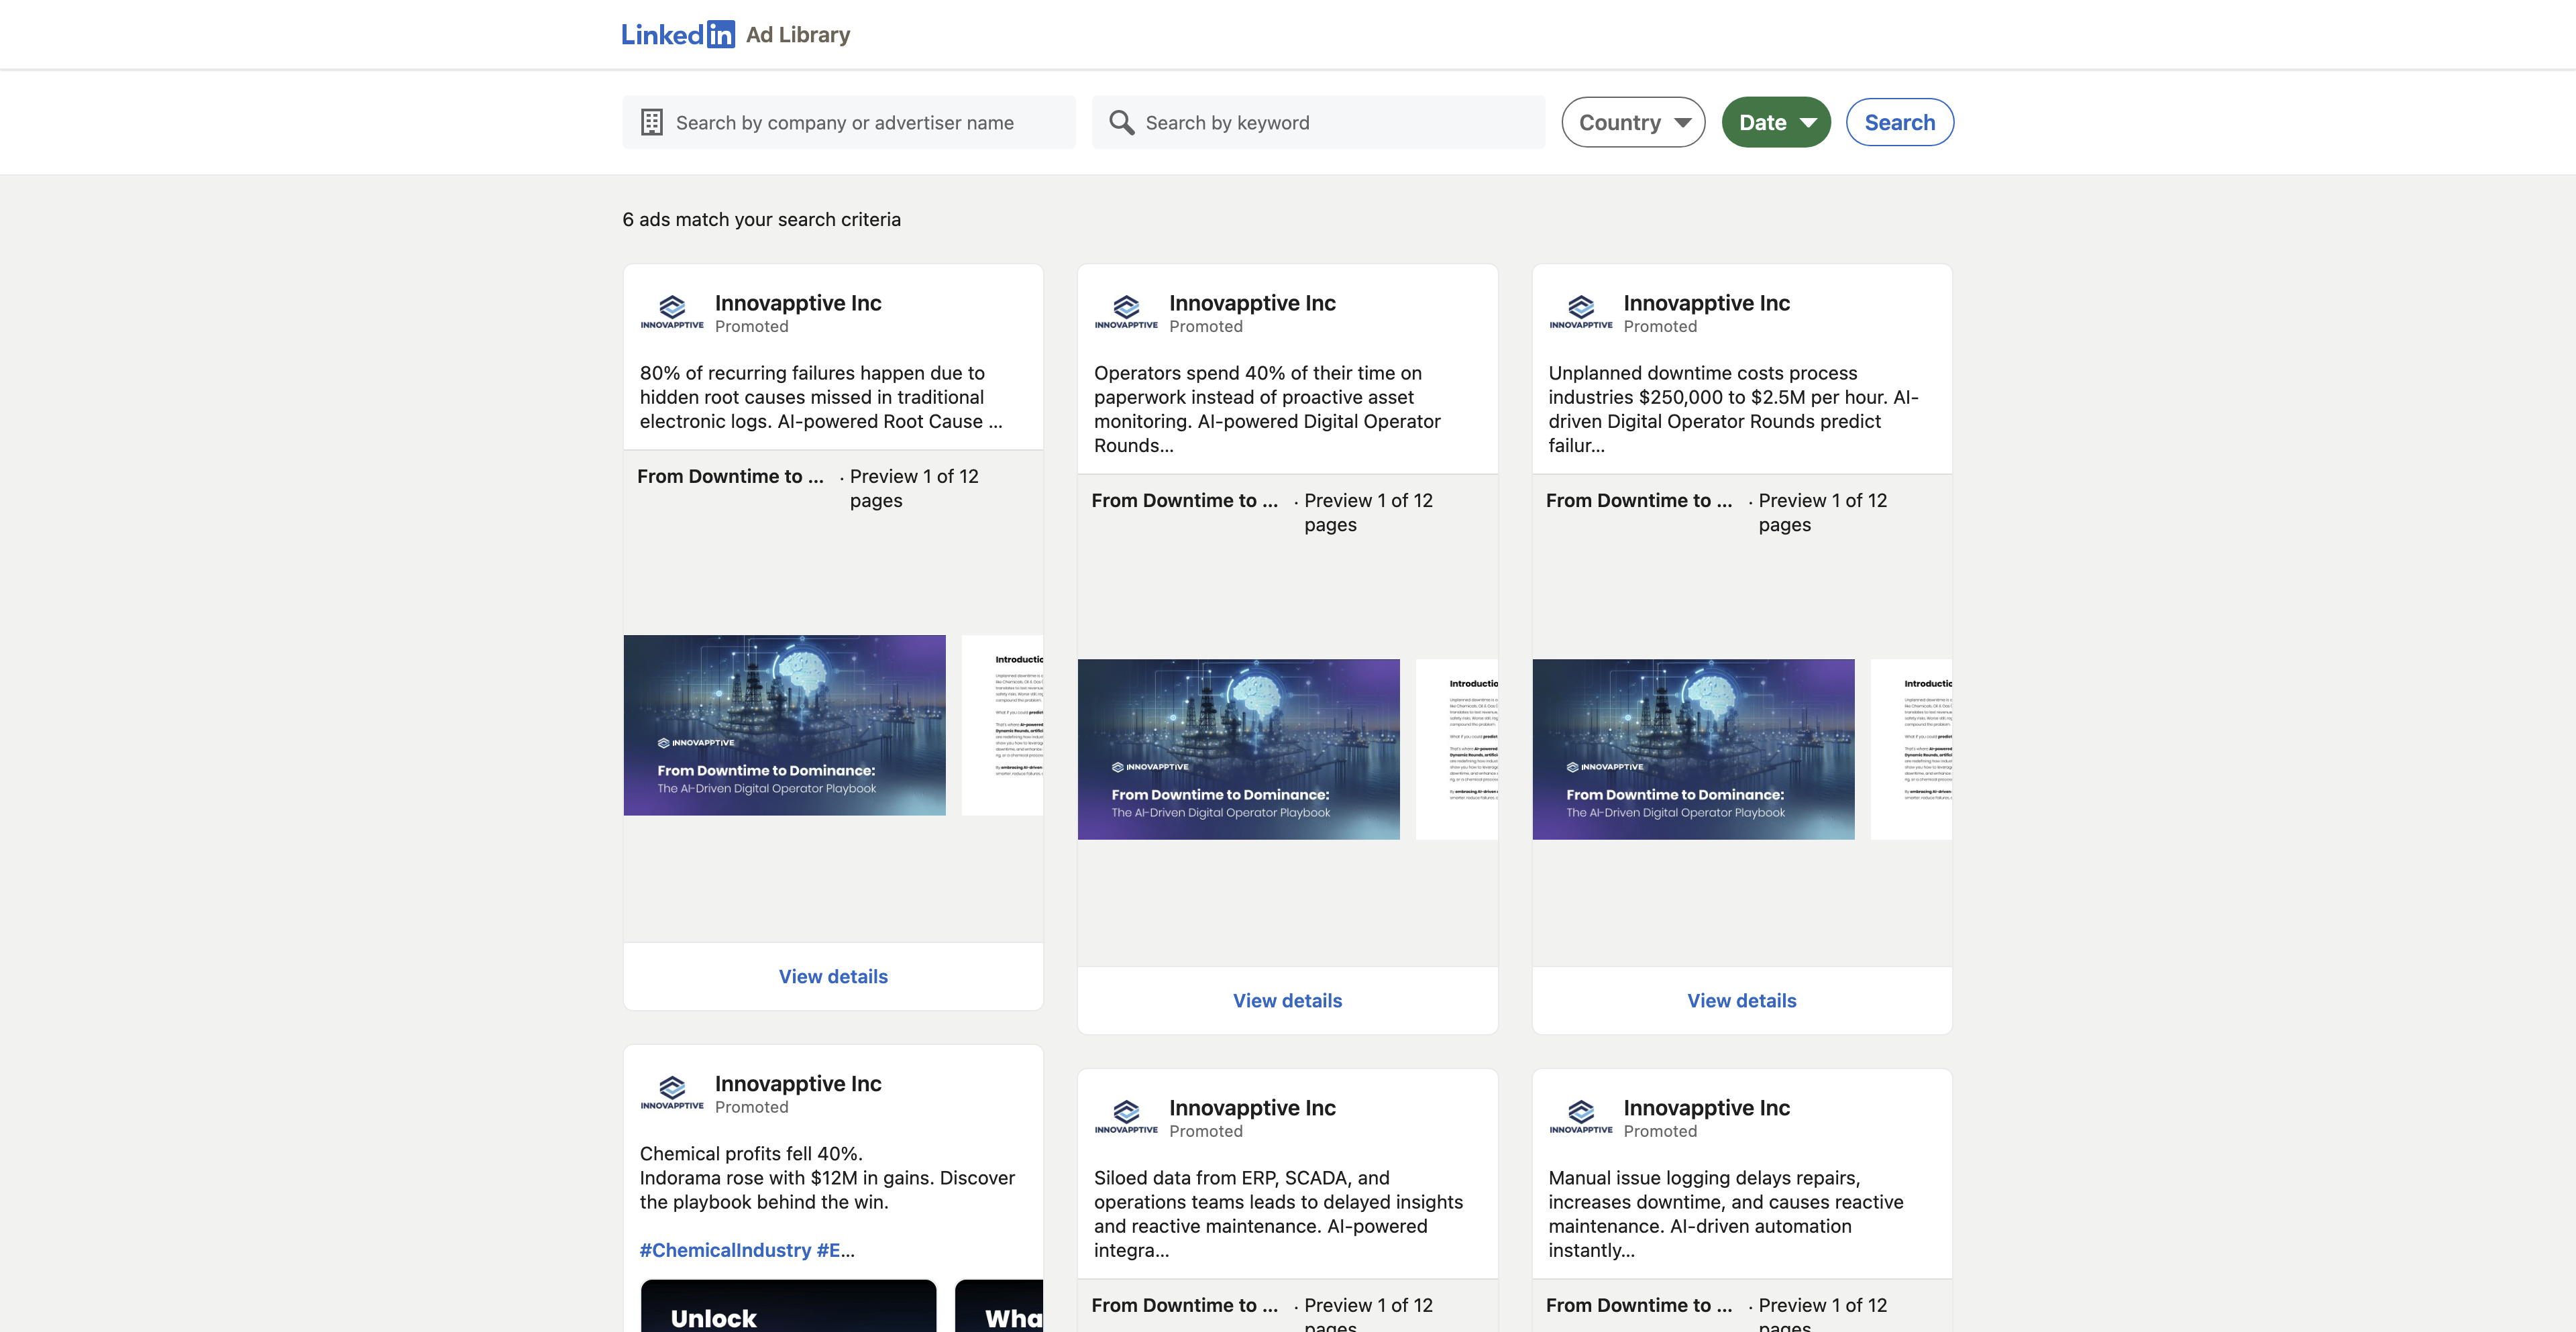 LinkedIn Ad Library
Search by company or advertiser name
Search by keyword
Country
Date
Search
6 ads match your search criteria
INNOVAPPTIVE
Innovapptive Inc
Promoted
80% of recurring failures happen due to
hidden root causes missed in traditional
electronic logs. AI-powered Root Cause ...
From Downtime to ...
· Preview 1 of 12
pages
INNOVAPPTIVE
From Downtime to Dominance:
The AI-Driven Digital Operator Playbook
Introductio
View details
INNOVAPPTIVE
Innovapptive Inc
Promoted
Operators spend 40% of their time on
paperwork instead of proactive asset
monitoring. AI-powered Digital Operator
Rounds...
From Downtime to ...
· Preview 1 of 12
pages
INNOVAPPTIVE
From Downtime to Dominance:
The AI-Driven Digital Operator Playbook
Introductio
View details
INNOVAPPTIVE
Innovapptive Inc
Promoted
Unplanned downtime costs process
industries $250,000 to $2.5M per hour. AI-
driven Digital Operator Rounds predict
failur...
From Downtime to ...
· Preview 1 of 12
pages
INNOVAPPTIVE
From Downtime to Dominance:
The AI-Driven Digital Operator Playbook
Introductio
View details
INNOVAPPTIVE
Innovapptive Inc
Promoted
Chemical profits fell 40%.
Indorama rose with $12M in gains. Discover
the playbook behind the win.
#ChemicalIndustry #E...
Unlock
Wha
INNOVAPPTIVE
Innovapptive Inc
Promoted
Siloed data from ERP, SCADA, and
operations teams leads to delayed insights
and reactive maintenance. AI-powered
integra...
From Downtime to ...
· Preview 1 of 12
pages
INNOVAPPTIVE
Innovapptive Inc
Promoted
Manual issue logging delays repairs,
increases downtime, and causes reactive
maintenance. AI-driven automation
instantly...
From Downtime to ...
· Preview 1 of 12
pages